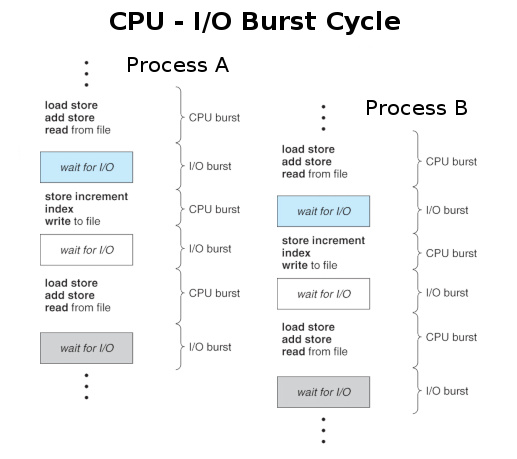 CPU - I/O Burst Cycle
Process A
load store
add store
read from file
CPU burst
wait for I/O
I/O burst
store increment
index
write to file
CPU burst
wait for I/O
I/O burst
load store
add store
read from file
CPU burst
wait for I/O
I/O burst
Process B
load store
add store
read from file
CPU burst
wait for I/O
I/O burst
store increment
index
write to file
CPU burst
wait for I/O
I/O burst
load store
add store
read from file
CPU burst
wait for I/O
I/O burst